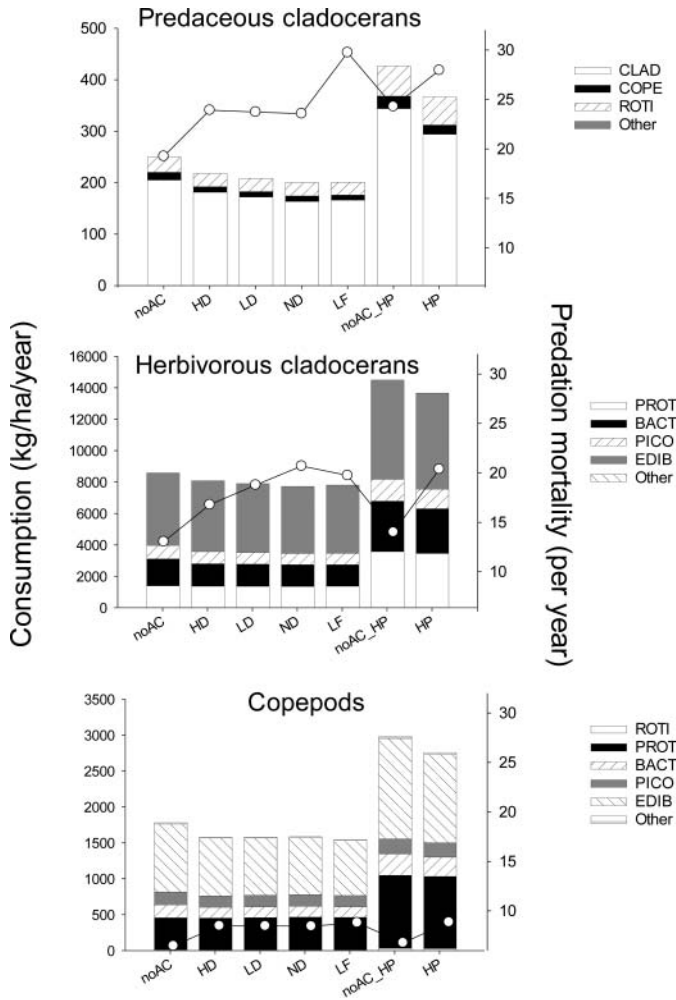 Predaceous cladocerans
500
400
300
200
100
0
30
25
20
15
10
noAC
HD
LD
ND
LF
noAC_HP
HP
CLAD
COPE
ROTI
Other
Consumption (kg/ha/year)
Predation mortality (per year)
Herbivorous cladocerans
16000
14000
12000
10000
8000
6000
4000
2000
0
30
25
20
15
10
noAC
HD
LD
ND
LF
noAC_HP
HP
PROT
BACT
PICO
EDIB
Other
Copepods
3500
3000
2500
2000
1500
1000
500
0
30
25
20
15
10
noAC
HD
LD
ND
LF
noAC_HP
HP
ROTI
PROT
BACT
PICO
EDIB
Other